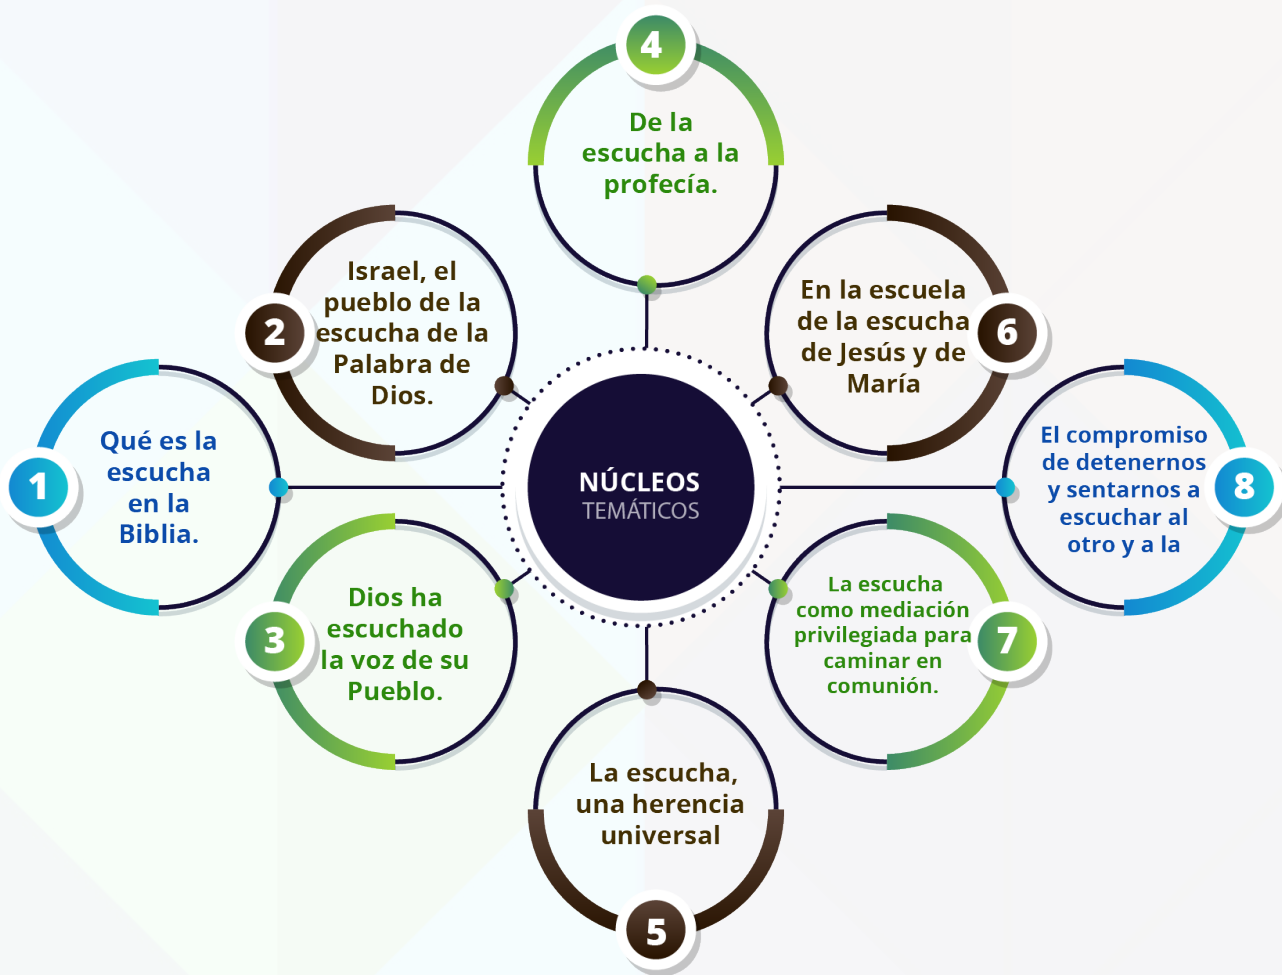 NÚCLEOS
TEMÁTICOS
1
Qué es la
escucha
en la
Biblia.
2
Israel, el
pueblo de la
escucha de la
Palabra de
Dios.
3
Dios ha
escuchado
la voz de su
Pueblo.
4
De la
escucha a la
profecía.
5
La escucha,
una herencia
universal
6
En la escuela
de la escucha
de Jesús y de
María
7
La escucha
como mediación
privilegiada para
caminar en
comunión.
8
El compromiso
de detenernos
y sentarnos a
escuchar al
otro y a la